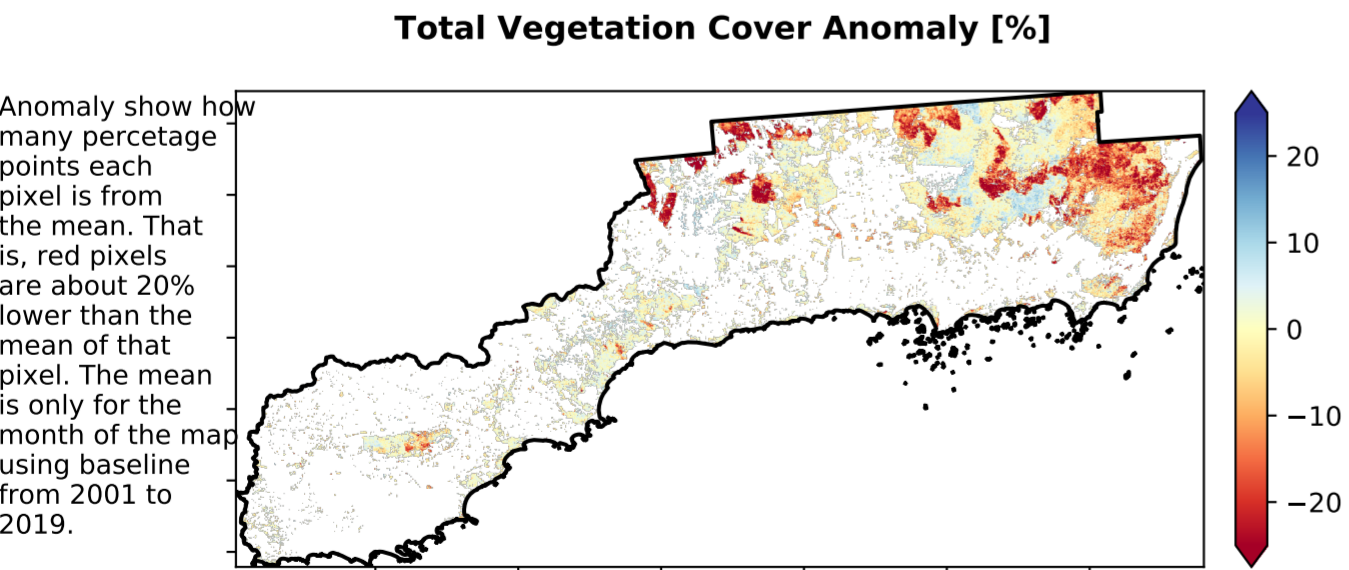 Total Vegetation Cover Anomaly [%]
Anomaly show how
many percetage
points each
pixel is from
the mean. That
is, red pixels
are about 20%
lower than the
mean of that
pixel. The mean
is only for the
month of the map
using baseline
from 2001 to
2019.
20
10
0
−10
−20